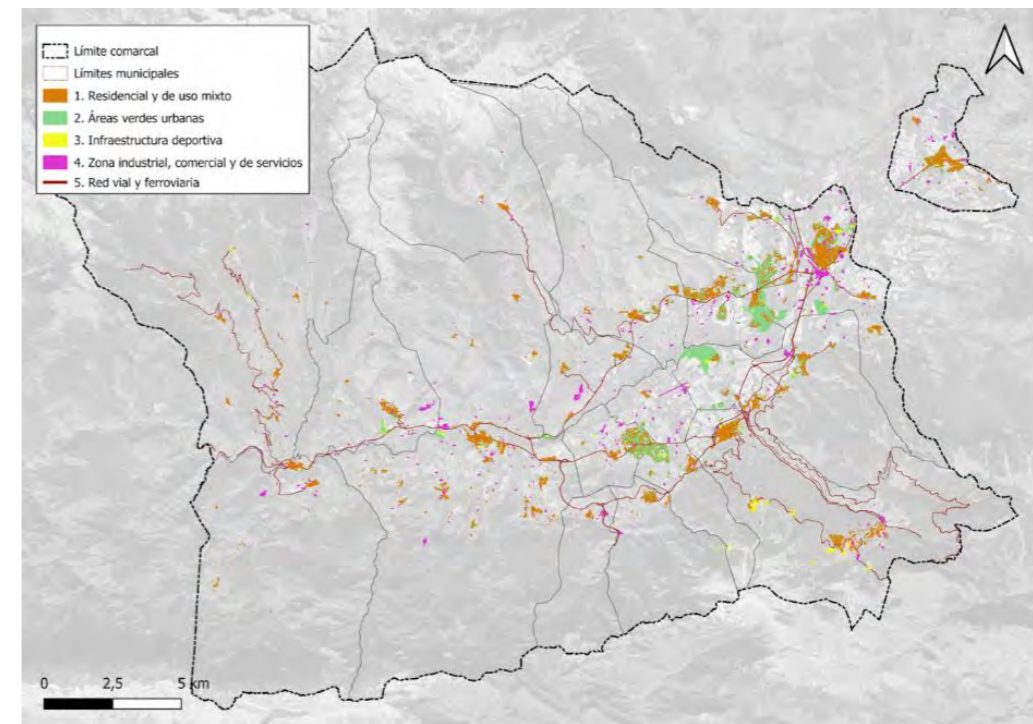 Límite comarcal
Límites municipales
1. Residencial y de uso mixto
2. Áreas verdes urbanas
3. Infraestructura deportiva
4. Zona industrial, comercial y de servicios
5. Red vial y ferroviaria
0 2,5 5 km